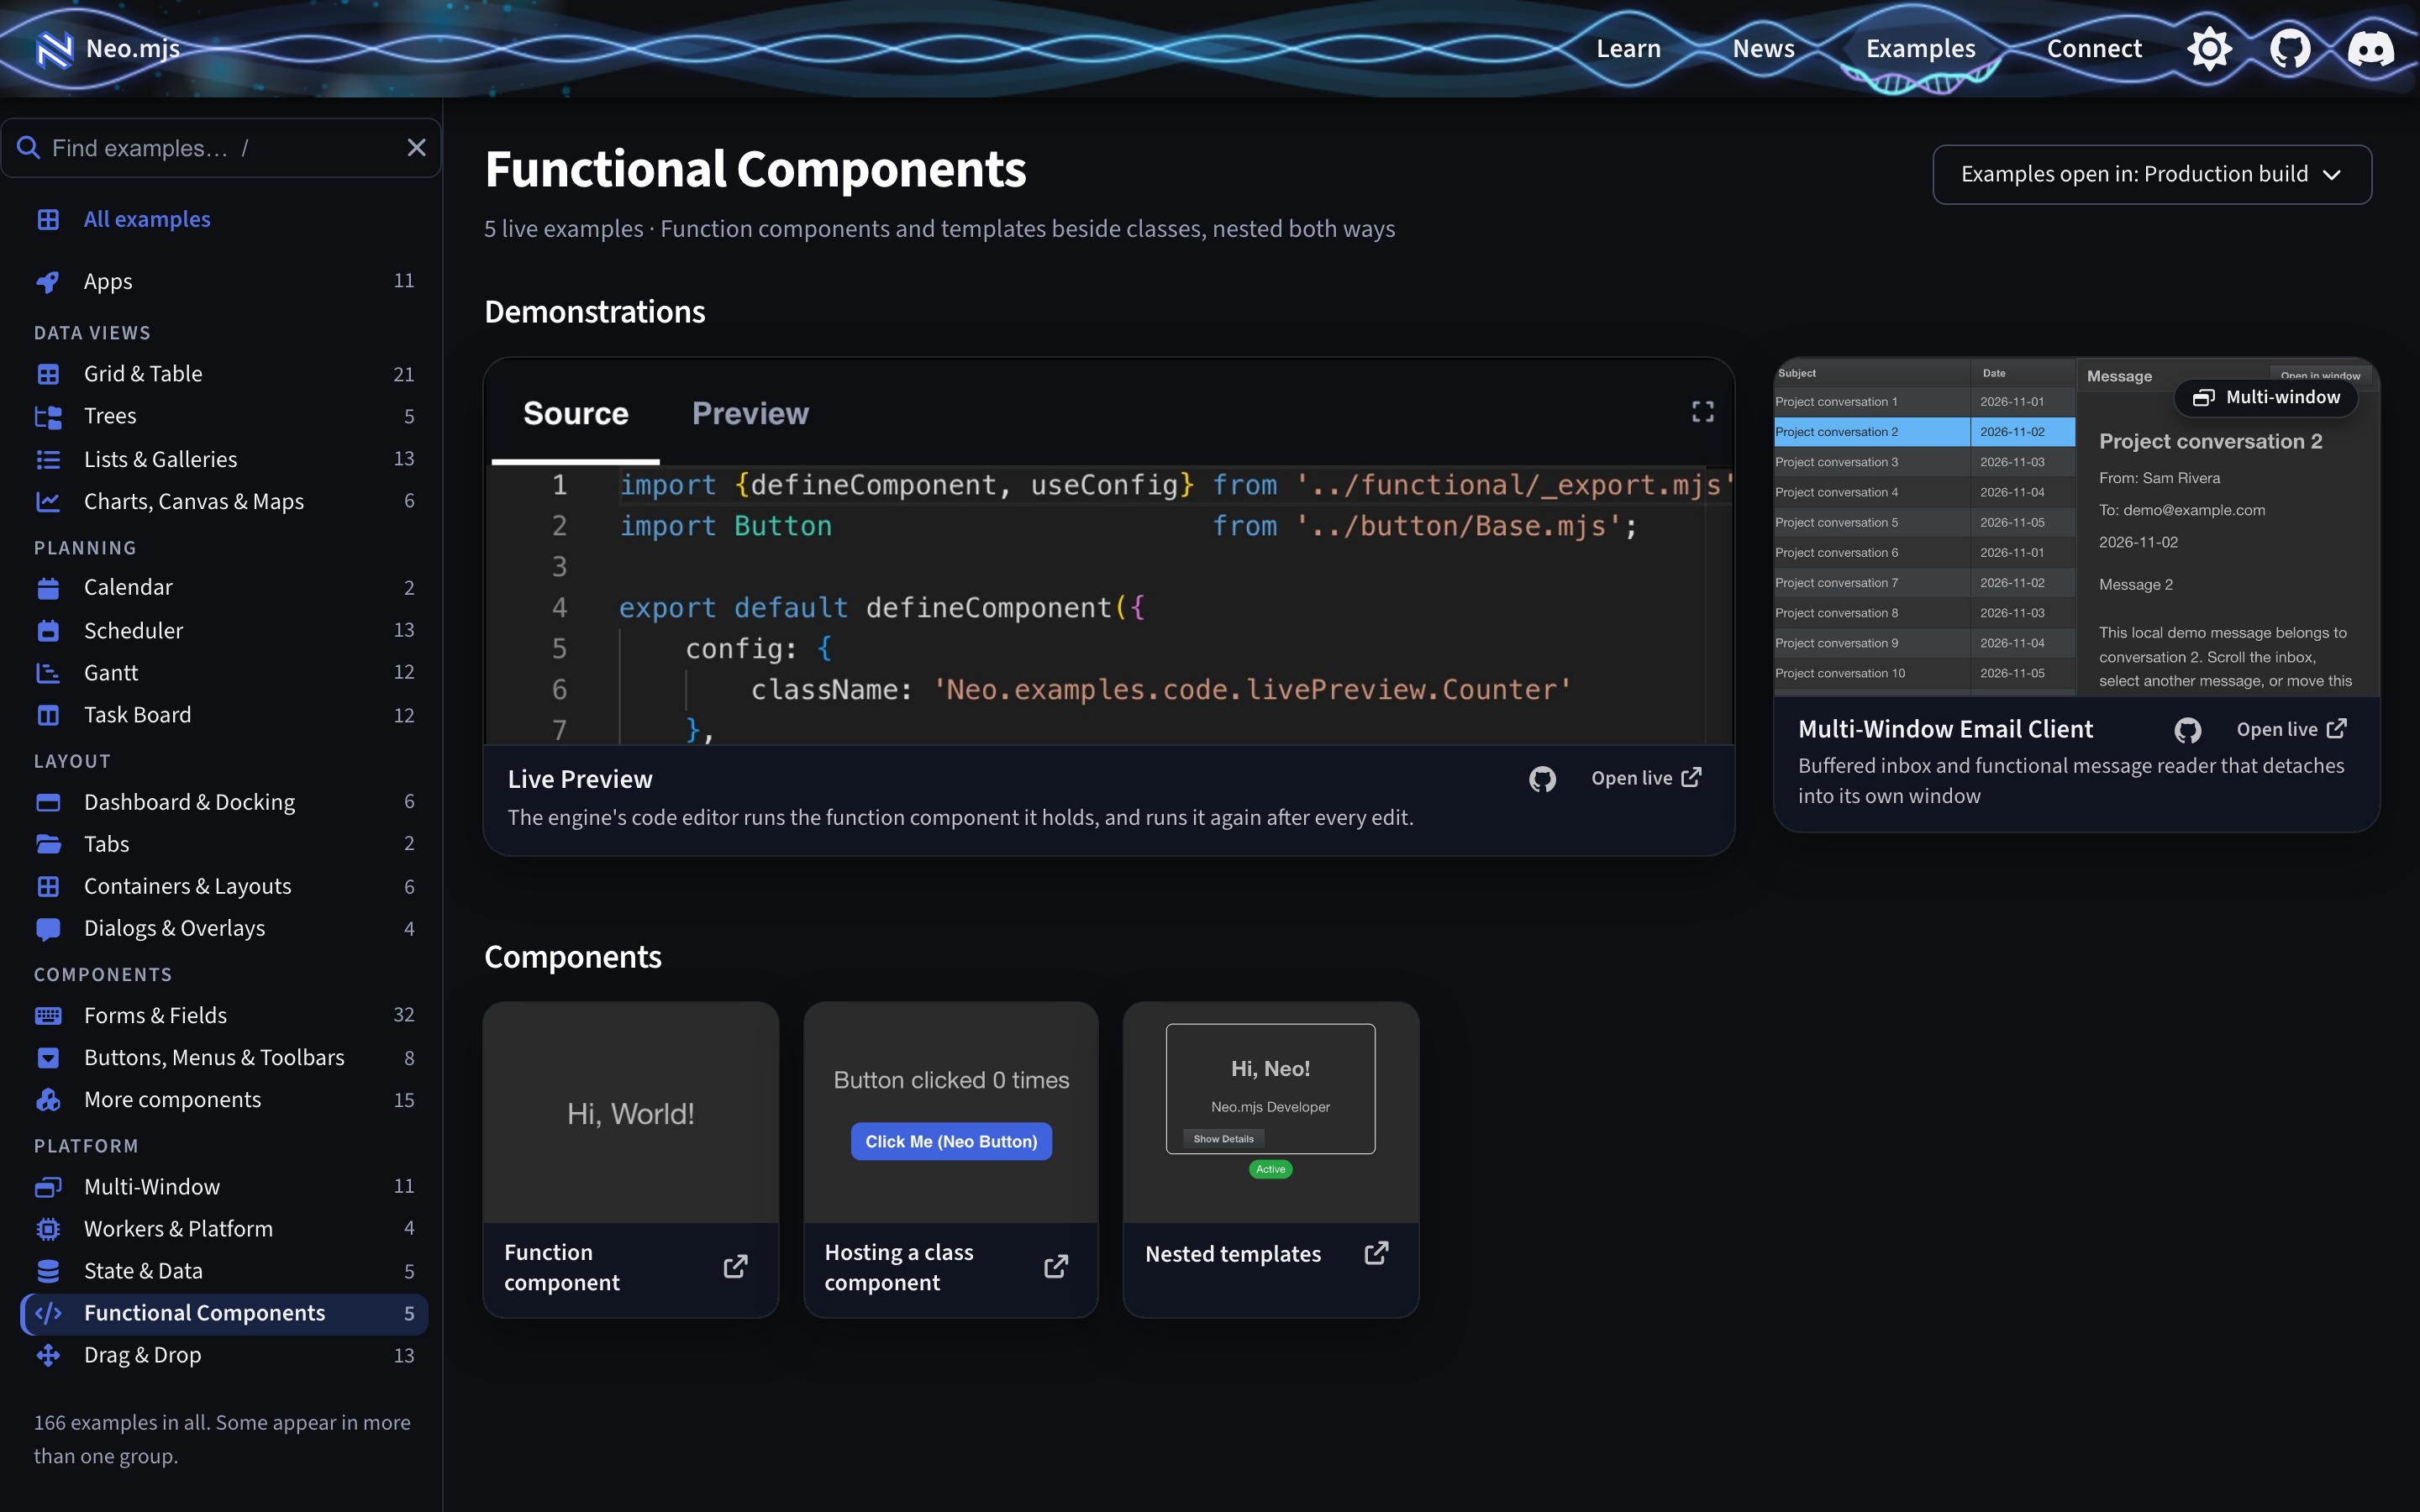 Neo.mjs
Learn
News
Examples
Connect
Find examples… /
All examples
Apps 11
DATA VIEWS
Grid & Table 21
Trees 5
Lists & Galleries 13
Charts, Canvas & Maps 6
PLANNING
Calendar 2
Scheduler 13
Gantt 12
Task Board 12
LAYOUT
Dashboard & Docking 6
Tabs 2
Containers & Layouts 6
Dialogs & Overlays 4
COMPONENTS
Forms & Fields 32
Buttons, Menus & Toolbars 8
More components 15
PLATFORM
Multi-Window 11
Workers & Platform 4
State & Data 5
Functional Components 5
Drag & Drop 13
166 examples in all. Some appear in more
than one group.
Functional Components
5 live examples · Function components and templates beside classes, nested both ways
Examples open in: Production build
Demonstrations
Source Preview
1 import {defineComponent, useConfig} from '../functional/_export.mjs'
2 import Button from '../button/Base.mjs';
3
4 export default defineComponent({
5 config: {
6 className: 'Neo.examples.code.livePreview.Counter'
7 },
Live Preview
Open live
The engine's code editor runs the function component it holds, and runs it again after every edit.
Subject Date
Project conversation 1 2026-11-01
Project conversation 2 2026-11-02
Project conversation 3 2026-11-03
Project conversation 4 2026-11-04
Project conversation 5 2026-11-05
Project conversation 6 2026-11-01
Project conversation 7 2026-11-02
Project conversation 8 2026-11-03
Project conversation 9 2026-11-04
Project conversation 10 2026-11-05
Message
Open in window
Multi-window
Project conversation 2
From: Sam Rivera
To: demo@example.com
2026-11-02
Message 2
This local demo message belongs to
conversation 2. Scroll the inbox,
select another message, or move this
Multi-Window Email Client
Open live
Buffered inbox and functional message reader that detaches
into its own window
Components
Hi, World!
Function
component
Button clicked 0 times
Click Me (Neo Button)
Hosting a class
component
Hi, Neo!
Neo.mjs Developer
Show Details
Active
Nested templates